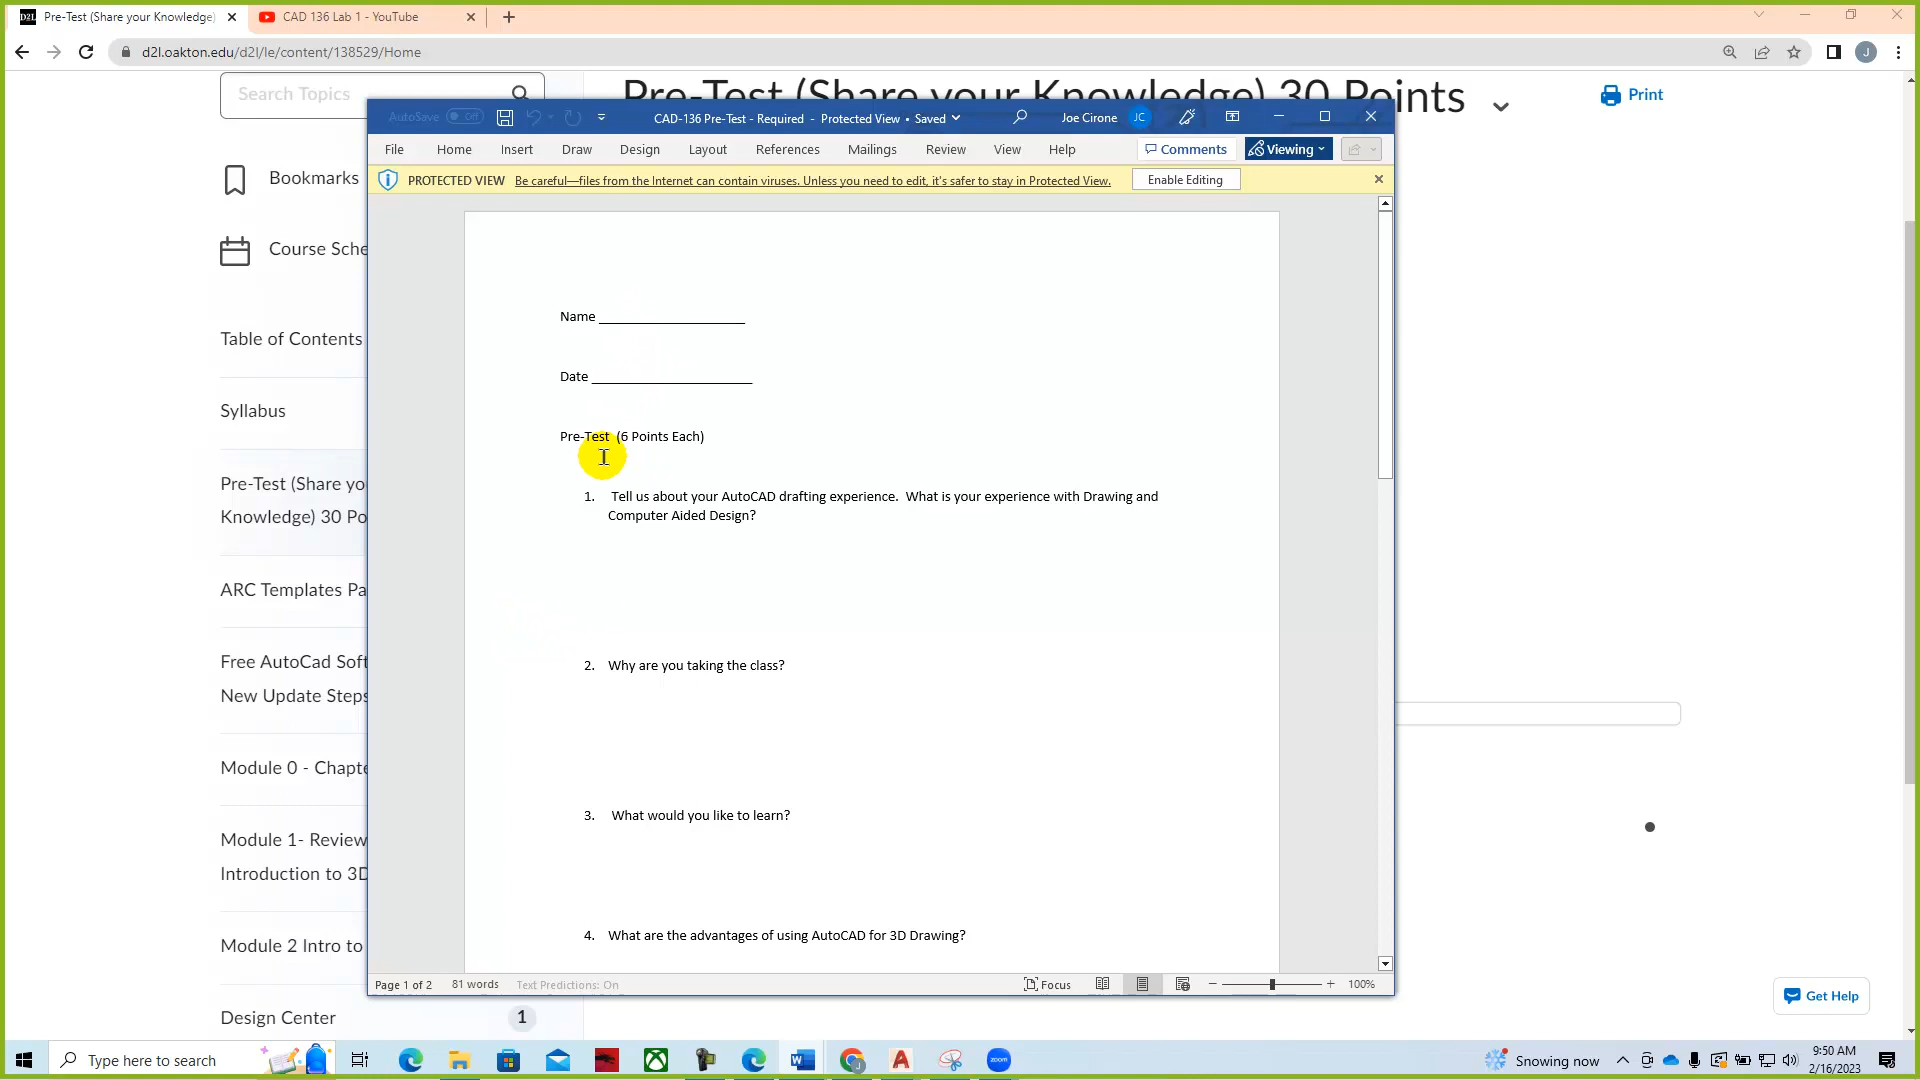 Pre-Test (Share your Knowledge)
CAD 136 Lab 1 - YouTube
d2l.oakton.edu/d2l/le/content/138529/Home
Search Topics
Pre-Test (Share your Knowledge) 30 Points
Print
AutoSave Off
CAD-136 Pre-Test - Required - Protected View • Saved
Joe Cirone JC
File Home Insert Draw Design Layout References Mailings Review View Help
Comments
Viewing
PROTECTED VIEW Be careful—files from the Internet can contain viruses. Unless you need to edit, it's safer to stay in Protected View. Enable Editing
Bookmarks
Course Sche
Table of Contents
Syllabus
Pre-Test (Share yo
Knowledge) 30 Po
ARC Templates Pa
Free AutoCad Soft
New Update Steps
Module 0 - Chapte
Module 1- Review
Introduction to 3D
Module 2 Intro to
Design Center 1
Name ____________________
Date ______________________
Pre-Test (6 Points Each)
1. Tell us about your AutoCAD drafting experience. What is your experience with Drawing and
Computer Aided Design?
2. Why are you taking the class?
3. What would you like to learn?
4. What are the advantages of using AutoCAD for 3D Drawing?
Page 1 of 2 81 words Text Predictions: On
Focus
100%
Get Help
Type here to search
zoom
Snowing now
9:50 AM
2/16/2023